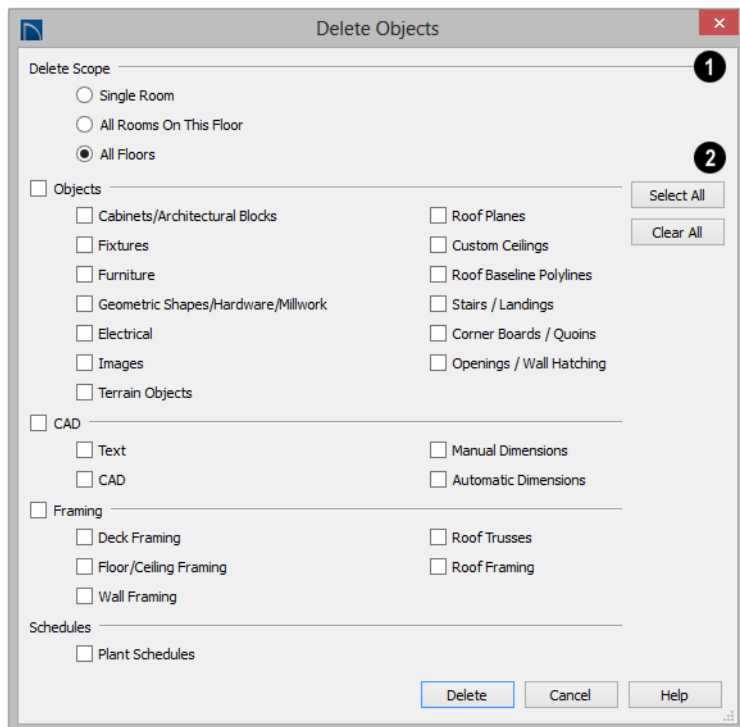 Delete Objects
Delete Scope
1
Single Room
All Rooms On This Floor
All Floors
2
Objects
Select All
Cabinets/Architectural Blocks
Roof Planes
Clear All
Fixtures
Custom Ceilings
Furniture
Roof Baseline Polylines
Geometric Shapes/Hardware/Millwork
Stairs / Landings
Electrical
Corner Boards / Quoins
Images
Openings / Wall Hatching
Terrain Objects
CAD
Text
Manual Dimensions
CAD
Automatic Dimensions
Framing
Deck Framing
Roof Trusses
Floor/Ceiling Framing
Roof Framing
Wall Framing
Schedules
Plant Schedules
Delete
Cancel
Help